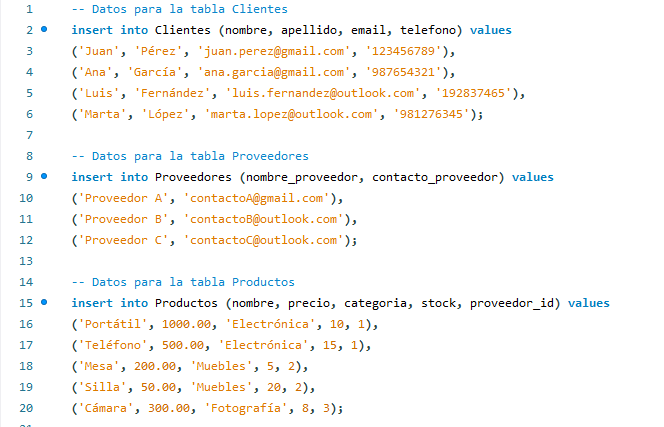 1 -- Datos para la tabla Clientes
2 insert into Clientes (nombre, apellido, email, telefono) values
3 ('Juan', 'Pérez', 'juan.perez@gmail.com', '123456789'),
4 ('Ana', 'García', 'ana.garcia@gmail.com', '987654321'),
5 ('Luis', 'Fernández', 'luis.fernandez@outlook.com', '192837465'),
6 ('Marta', 'López', 'marta.lopez@outlook.com', '981276345');
7
8 -- Datos para la tabla Proveedores
9 insert into Proveedores (nombre_proveedor, contacto_proveedor) values
10 ('Proveedor A', 'contactoA@gmail.com'),
11 ('Proveedor B', 'contactoB@outlook.com'),
12 ('Proveedor C', 'contactoC@outlook.com');
13
14 -- Datos para la tabla Productos
15 insert into Productos (nombre, precio, categoria, stock, proveedor_id) values
16 ('Portátil', 1000.00, 'Electrónica', 10, 1),
17 ('Teléfono', 500.00, 'Electrónica', 15, 1),
18 ('Mesa', 200.00, 'Muebles', 5, 2),
19 ('Silla', 50.00, 'Muebles', 20, 2),
20 ('Cámara', 300.00, 'Fotografía', 8, 3);